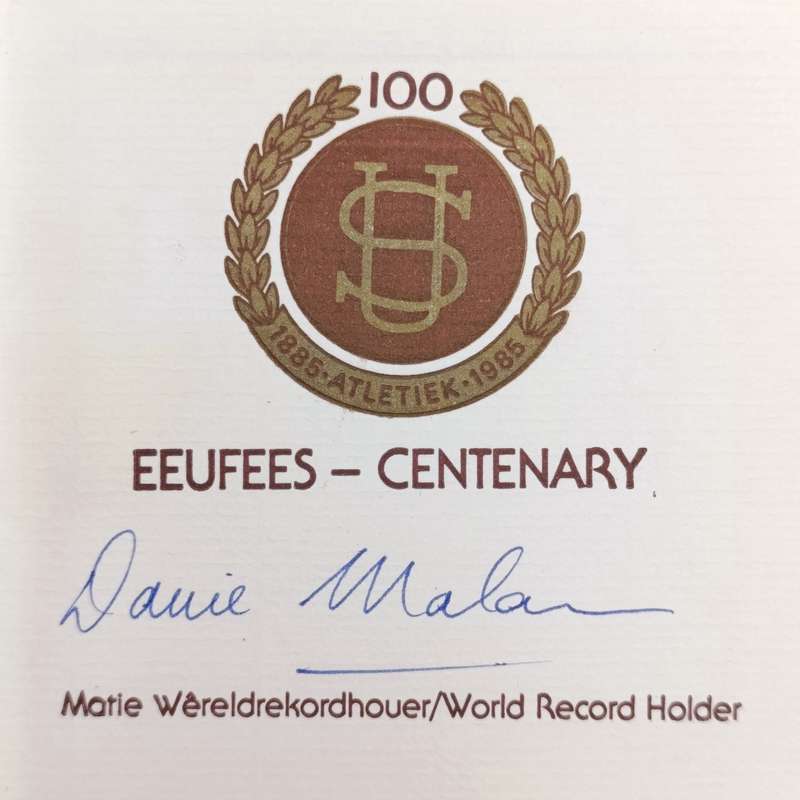 100
US
1885·ATLETIEK·1985
EEUFEES – CENTENARY
Danie Malan
Matie Wêreldrekordhouer/World Record Holder